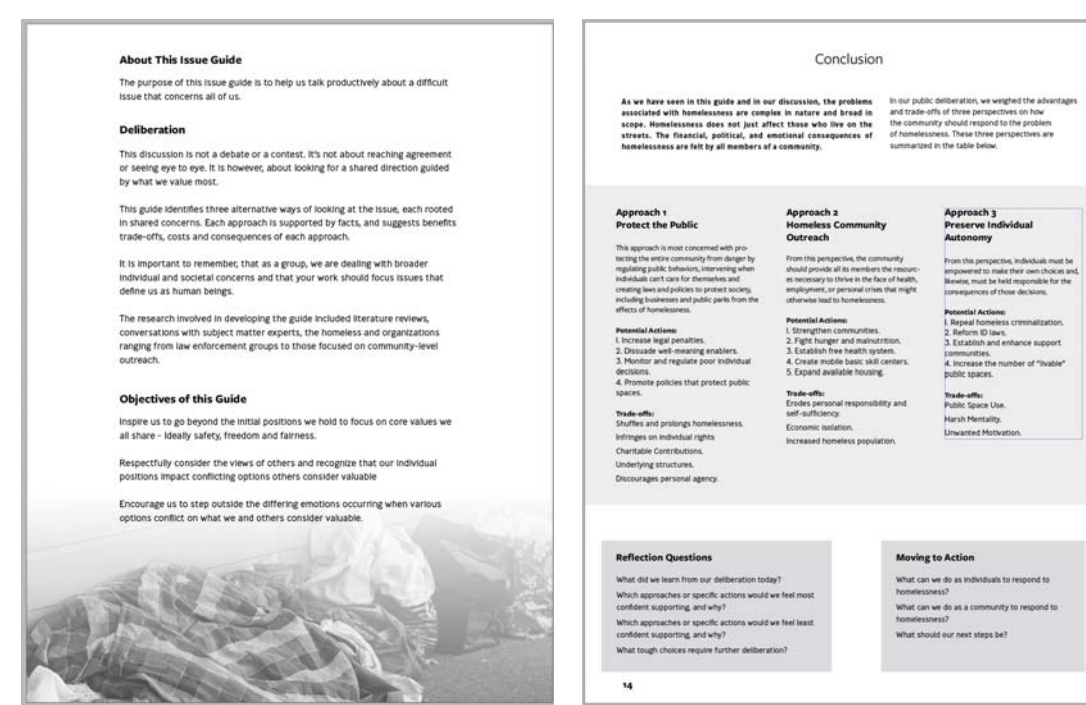 About This Issue Guide
The purpose of this issue guide is to help us talk productively about a difficult
issue that concerns all of us.
Deliberation
This discussion is not a debate or a contest. It's not about reaching agreement
or seeing eye to eye. It is however, about looking for a shared direction guided
by what we value most.
This guide identifies three alternative ways of looking at the issue, each rooted
in shared concerns. Each approach is supported by facts, and suggests benefits
trade-offs, costs and consequences of each approach.
It is important to remember, that as a group, we are dealing with broader
individual and societal concerns and that your work should focus issues that
define us as human beings.
The research involved in developing the guide included literature reviews,
conversations with subject matter experts, the homeless and organizations
ranging from law enforcement groups to those focused on community-level
outreach.
Objectives of this Guide
Inspire us to go beyond the initial positions we hold to focus on core values we
all share - ideally safety, freedom and fairness.
Respectfully consider the views of others and recognize that our individual
positions impact conflicting options others consider valuable
Encourage us to step outside the differing emotions occurring when various
options conflict on what we and others consider valuable.
Conclusion
As we have seen in this guide and in our discussion, the problems
associated with homelessness are complex in nature and broad in
scope. Homelessness does not just affect those who live on the
streets. The financial, political, and emotional consequences of
homelessness are felt by all members of a community.
In our public deliberation, we weighed the advantages
and trade-offs of three perspectives on how
the community should respond to the problem
of homelessness. These three perspectives are
summarized in the table below.
Approach 1
Protect the Public
This approach is most concerned with pro-
tecting the entire community from danger by
regulating public behaviors, intervening when
individuals can't care for themselves and
creating laws and policies to protect society,
including businesses and public parks from the
effects of homelessness.
Potential Actions:
1. Increase legal penalties.
2. Dissuade well-meaning enablers.
3. Monitor and regulate poor individual
decisions.
4. Promote policies that protect public
spaces.
Trade-offs:
Shuffles and prolongs homelessness.
Infringes on individual rights
Charitable Contributions.
Underlying structures.
Discourages personal agency.
Approach 2
Homeless Community
Outreach
From this perspective, the community
should provide all its members the resourc-
es necessary to thrive in the face of health,
employment, or personal crises that might
otherwise lead to homelessness.
Potential Actions:
1. Strengthen communities.
2. Fight hunger and malnutrition.
3. Establish free health system.
4. Create mobile basic skill centers.
5. Expand available housing.
Trade-offs:
Erodes personal responsibility and
self-sufficiency.
Economic isolation.
Increased homeless population.
Approach 3
Preserve Individual
Autonomy
From this perspective, individuals must be
empowered to make their own choices and,
likewise, must be held responsible for the
consequences of those decisions.
Potential Actions:
1. Repeal homeless criminalization.
2. Reform ID laws.
3. Establish and enhance support
communities.
4. Increase the number of "livable"
public spaces.
Trade-offs:
Public Space Use.
Harsh Mentality.
Unwanted Motivation.
Reflection Questions
What did we learn from our deliberation today?
Which approaches or specific actions would we feel most
confident supporting, and why?
Which approaches or specific actions would we feel least
confident supporting, and why?
What tough choices require further deliberation?
Moving to Action
What can we do as individuals to respond to
homelessness?
What can we do as a community to respond to
homelessness?
What should our next steps be?
14